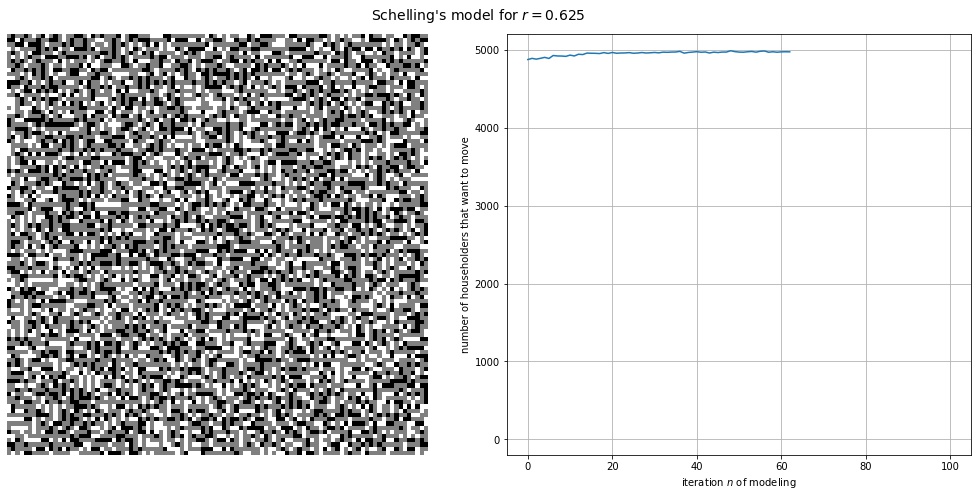 Schelling's model for r = 0.625
number of householders that want to move
5000
4000
3000
2000
1000
0
0 20 40 60 80 100
iteration n of modeling